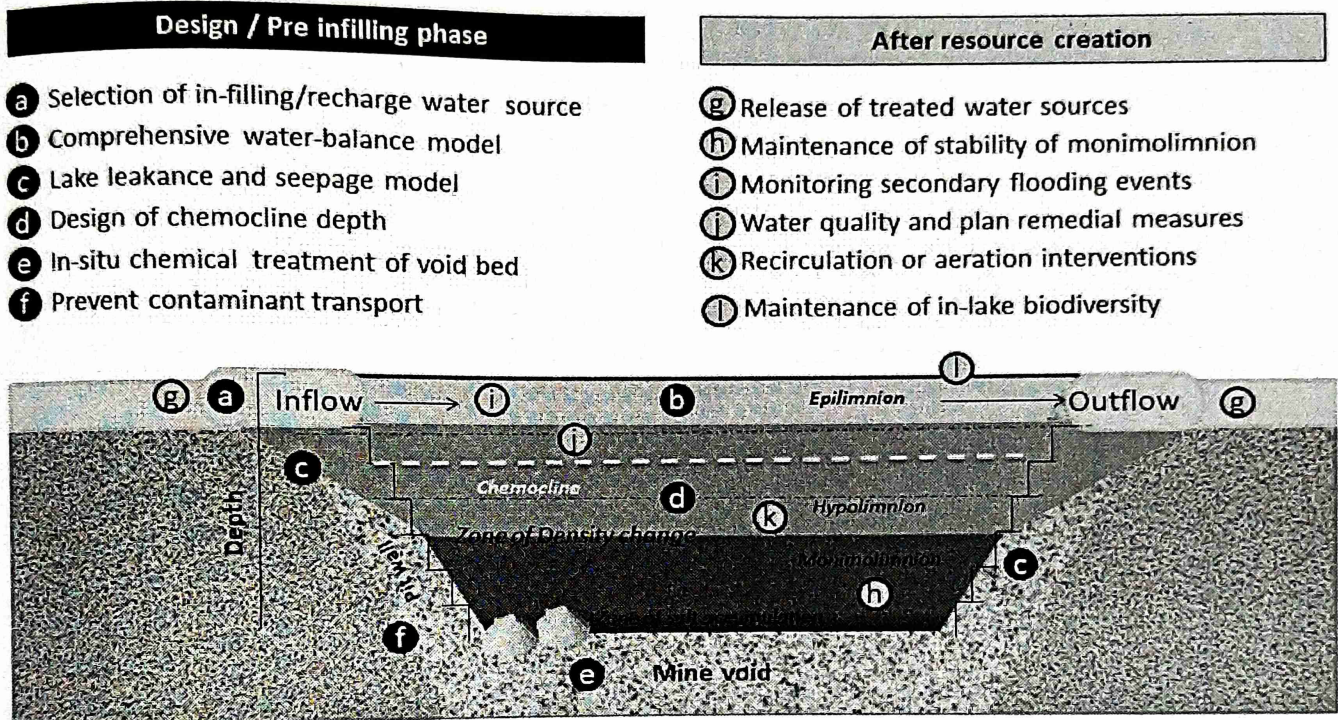 Design / Pre infilling phase
a Selection of in-filling/recharge water source
b Comprehensive water-balance model
c Lake leakance and seepage model
d Design of chemocline depth
e In-situ chemical treatment of void bed
f Prevent contaminant transport
After resource creation
g Release of treated water sources
h Maintenance of stability of monimolimnion
i Monitoring secondary flooding events
j Water quality and plan remedial measures
k Recirculation or aeration interventions
l Maintenance of in-lake biodiversity
l
g a Inflow i b Epilimnion Outflow g
j
c
Chemocline d Hypolimnion
k
Depth
Zone of Density change
Pit wall
Monimolimnion c
h
f
e Mine void